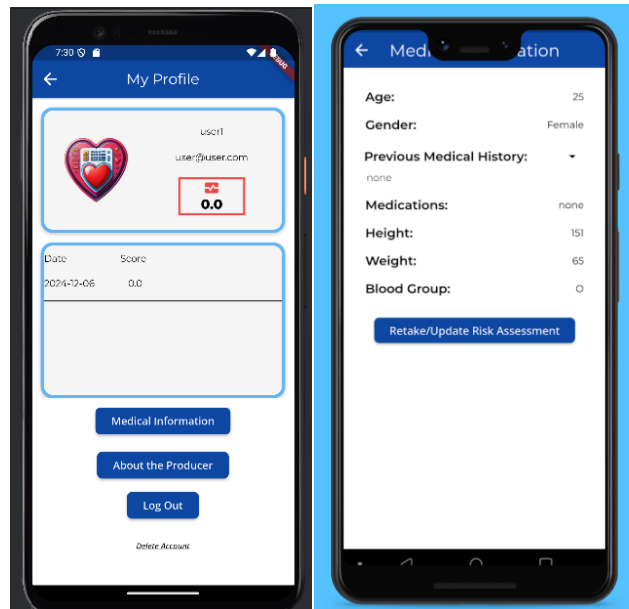 7:30
DEBUG
My Profile
user1
user@user.com
0.0
Date Score
2024-12-06 0.0
Medical Information
About the Producer
Log Out
Delete Account
Age: 25
Gender: Female
Previous Medical History:
none
Medications: none
Height: 151
Weight: 65
Blood Group: O
Retake/Update Risk Assessment